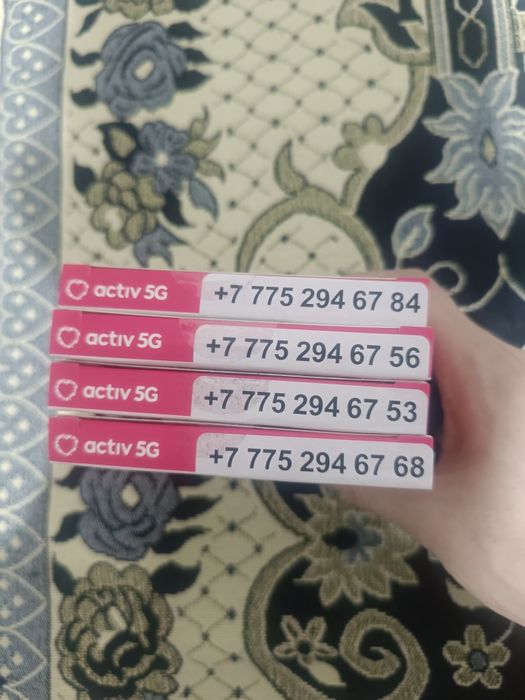 activ 5G +7 775 294 67 84
activ 5G +7 775 294 67 56
activ 5G +7 775 294 67 53
activ 5G +7 775 294 67 68